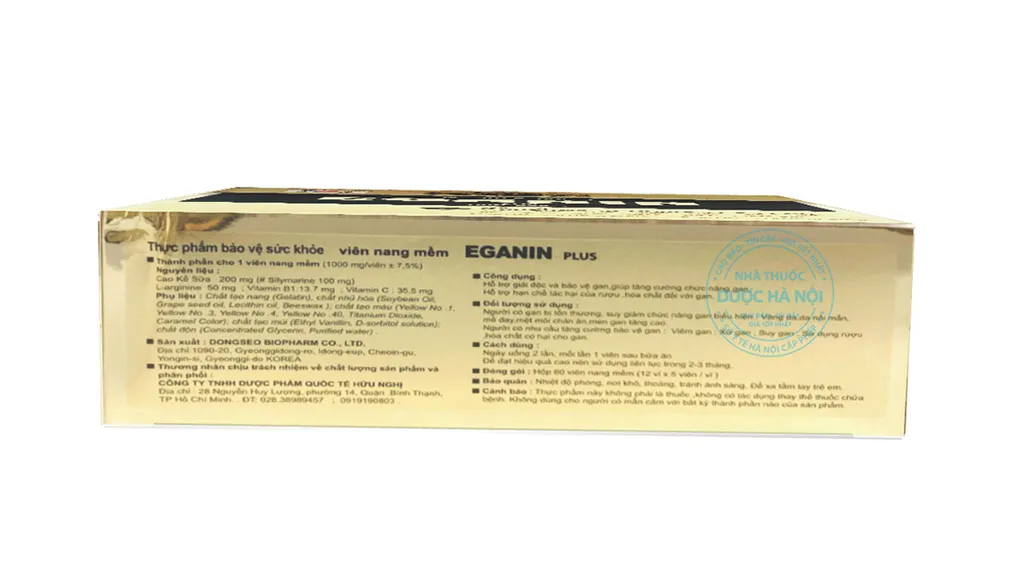 Thực phẩm bảo vệ sức khỏe viên nang mềm EGANIN PLUS
Thành phần cho 1 viên nang mềm (1000 mg/viên ± 7,5%)
Nguyên liệu :
Cao Kế Sữa : 200 mg (# Silymarine 100 mg)
L-arginine 50 mg ; Vitamin B1:13.7 mg ; Vitamin C : 35.5 mg
Phụ liệu : Chất tạo nang (Gelatin), chất nhũ hóa (Soybean Oil,
Grape seed oil, Lecithin oil, Beeswax ); chất tạo màu (Yellow No .1,
Yellow No .3, Yellow No .4, Yellow No .40, Titanium Dioxide,
Caramel Color); chất tạo mùi (Ethyl Vanillin, D-sorbitol solution);
chất độn (Concentrated Glycerin, Purified water) .
Sản xuất : DONGSEO BIOPHARM CO., LTD.
Địa chỉ 1090-20, Gyeonggidong-ro, Idong-eup, Cheoin-gu,
Yongin-si, Gyeonggi-do KOREA
Thương nhân chịu trách nhiệm về chất lượng sản phẩm và
phân phối :
CÔNG TY TNHH DƯỢC PHẨM QUỐC TẾ HỮU NGHỊ
Địa chỉ : 28 Nguyễn Huy Lượng, phường 14, Quận Bình Thạnh,
TP Hồ Chí Minh. . ĐT: 028.38989457 ; 0919190803 .
Công dụng :
Hỗ trợ giải độc và bảo vệ gan,giúp tăng cường chức năng gan.
Hỗ trợ hạn chế tác hại của rượu ,hóa chất đối với gan.
Đối tượng sử dụng :
Người có gan bị tổn thương, suy giảm chức năng gan biểu hiện : Vàng da,da nổi mẩn,
mề đay,mệt mỏi chán ăn,men gan tăng cao.
Người có nhu cầu tăng cường bảo vệ gan : Viêm gan ; Xơ gan ; Suy gan ; Sử dụng rượu
,hóa chất có hại cho gan.
Cách dùng :
Ngày uống 2 lần, mỗi lần 1 viên sau bữa ăn
Để đạt hiệu quả cao nên sử dụng liên tục trong 2-3 tháng.
Đóng gói : Hộp 60 viên nang mềm (12 vỉ x 5 viên / vỉ )
Bảo quản : Nhiệt độ phòng, nơi khô, thoáng, tránh ánh sáng. Để xa tầm tay trẻ em.
Cảnh báo : Thực phẩm này không phải là thuốc ,không có tác dụng thay thế thuốc chữa
bệnh. Không dùng cho người có mẫn cảm với bất kỳ thành phần nào của sản phẩm.
NHÀ THUỐC
DƯỢC HÀ NỘI
GIÁ TỐT NHẤT
Y TẾ HÀ NỘI CẤP PHÉP